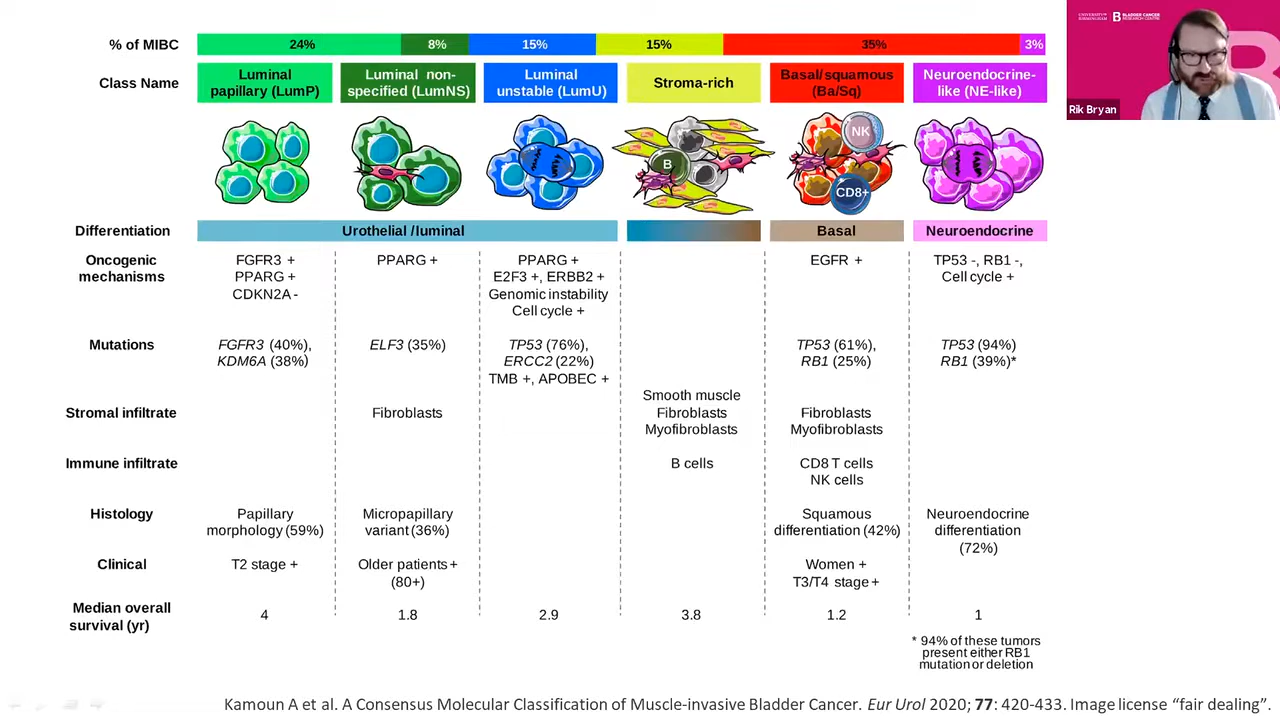 % of MIBC
24%
8%
15%
15%
35%
3%
Class Name
Luminal
papillary (LumP)
Luminal non-
specified (LumNS)
Luminal
unstable (LumU)
Stroma-rich
Basal/squamous
(Ba/Sq)
Neuroendocrine-
like (NE-like)
B
NK
CD8+
Differentiation
Urothelial /luminal
Basal
Neuroendocrine
Oncogenic
mechanisms
FGFR3 +
PPARG +
CDKN2A -
PPARG +
PPARG +
E2F3 +, ERBB2 +
Genomic instability
Cell cycle +
EGFR +
TP53 -, RB1 -,
Cell cycle +
Mutations
FGFR3 (40%),
KDM6A (38%)
ELF3 (35%)
TP53 (76%),
ERCC2 (22%)
TMB +, APOBEC +
TP53 (61%),
RB1 (25%)
TP53 (94%)
RB1 (39%)*
Stromal infiltrate
Fibroblasts
Smooth muscle
Fibroblasts
Myofibroblasts
Fibroblasts
Myofibroblasts
Immune infiltrate
B cells
CD8 T cells
NK cells
Histology
Papillary
morphology (59%)
Micropapillary
variant (36%)
Squamous
differentiation (42%)
Neuroendocrine
differentiation
(72%)
Clinical
T2 stage +
Older patients +
(80+)
Women +
T3/T4 stage +
Median overall
survival (yr)
4
1.8
2.9
3.8
1.2
1
* 94% of these tumors
present either RB1
mutation or deletion
Kamoun A et al. A Consensus Molecular Classification of Muscle-invasive Bladder Cancer. Eur Urol 2020; 77: 420-433. Image license “fair dealing”.
UNIVERSITY OF
BIRMINGHAM
BLADDER CANCER
RESEARCH CENTRE
Rik Bryan